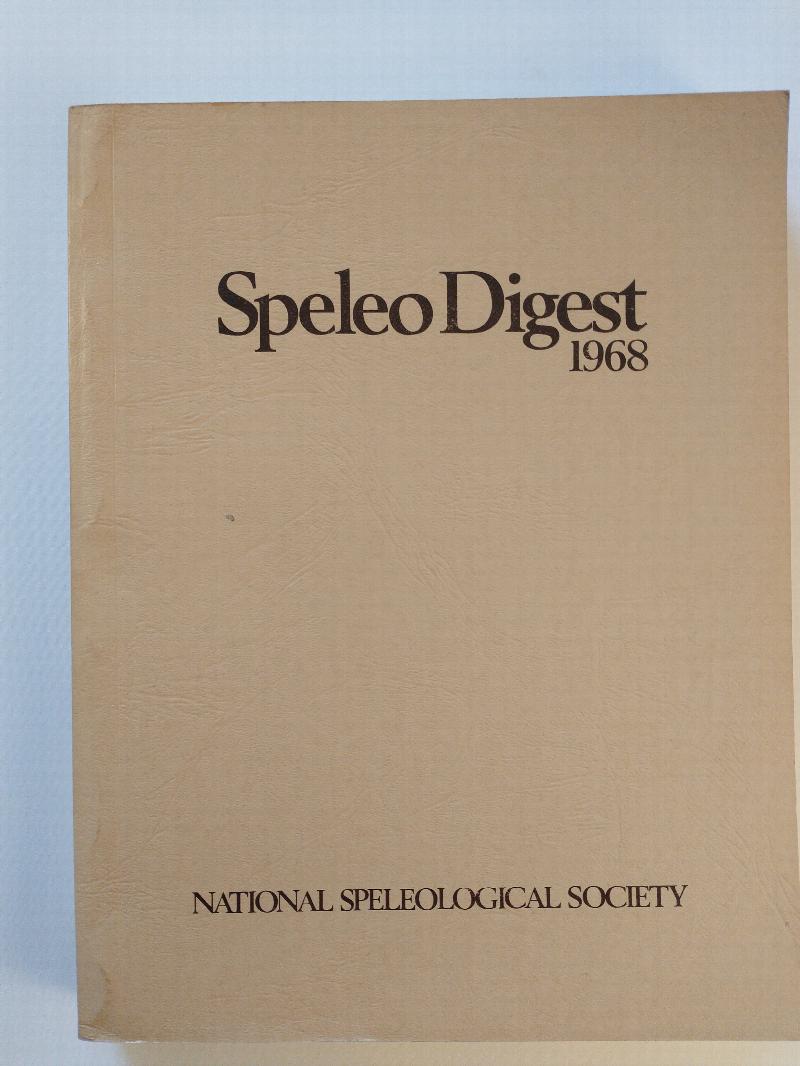 Speleo Digest
1968
NATIONAL SPELEOLOGICAL SOCIETY